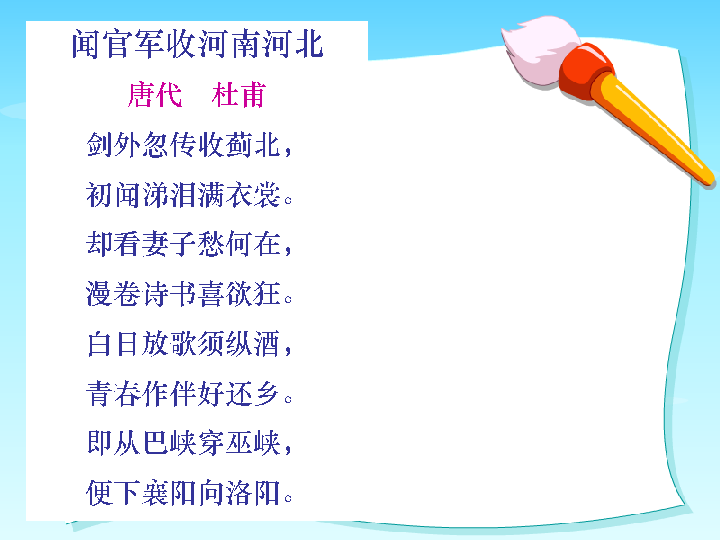 闻官军收河南河北
唐代 杜甫
剑外忽传收蓟北，
初闻涕泪满衣裳。
却看妻子愁何在，
漫卷诗书喜欲狂。
白日放歌须纵酒，
青春作伴好还乡。
即从巴峡穿巫峡，
便下襄阳向洛阳。